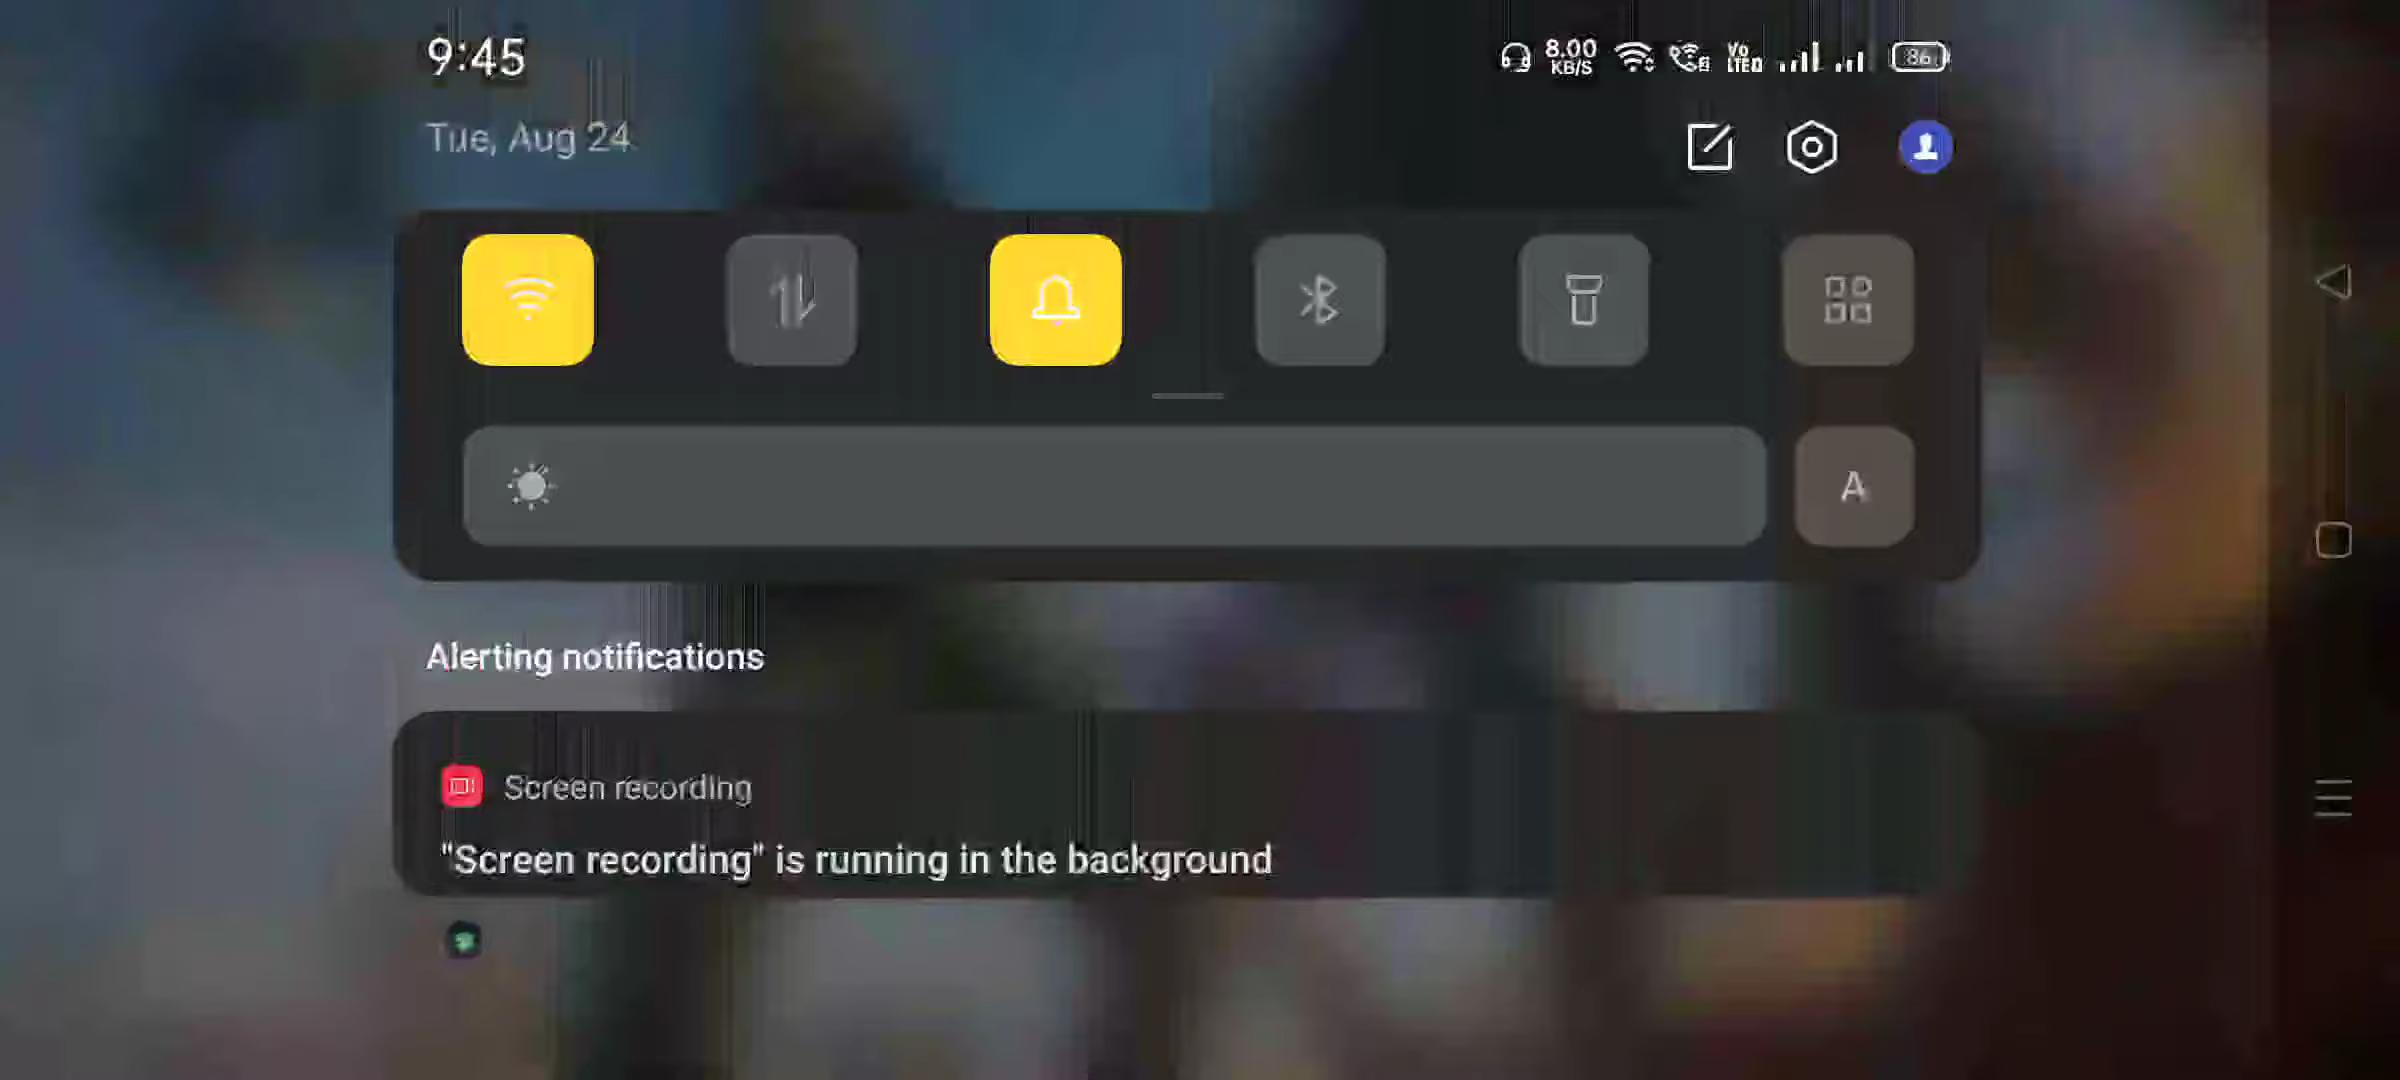 9:45
8.00
KB/S
Vo
LTE
86
Tue, Aug 24
A
Alerting notifications
Screen recording
"Screen recording" is running in the background